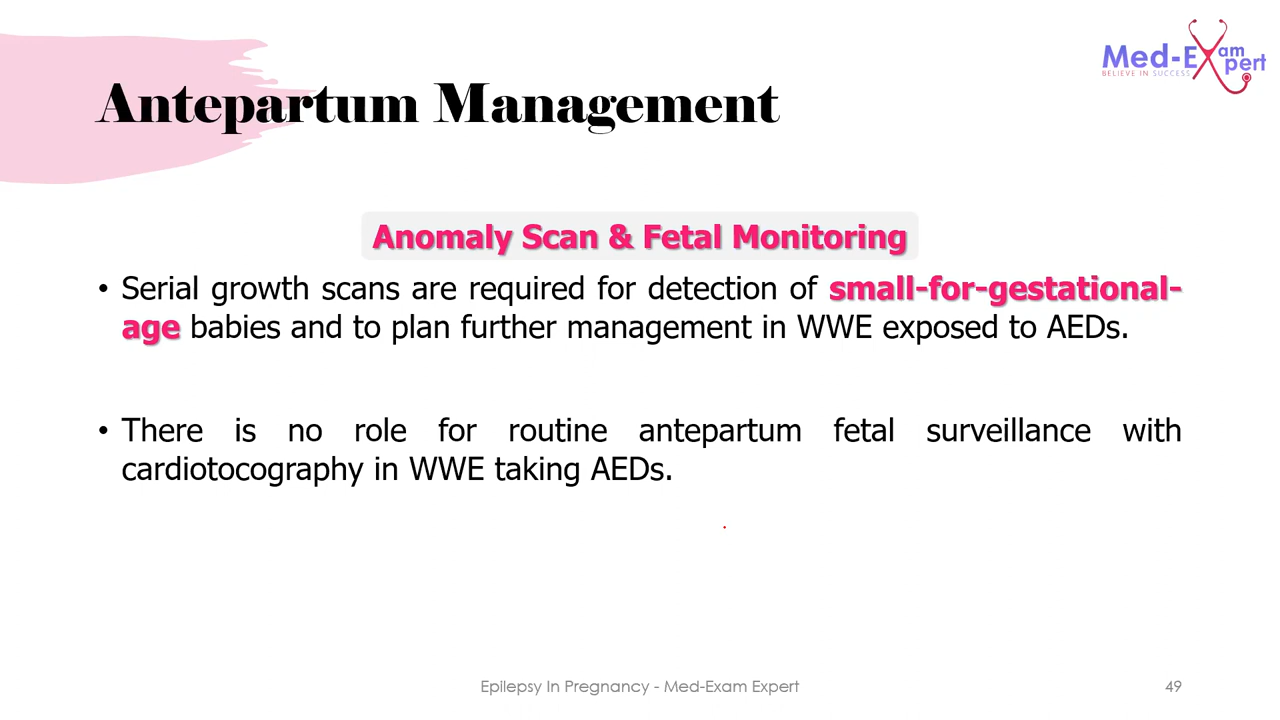 Med-Exam Expert
BELIEVE IN SUCCESS
Antepartum Management
Anomaly Scan & Fetal Monitoring
• Serial growth scans are required for detection of small-for-gestational-
age babies and to plan further management in WWE exposed to AEDs.
• There is no role for routine antepartum fetal surveillance with
cardiotocography in WWE taking AEDs.
Epilepsy In Pregnancy - Med-Exam Expert
49